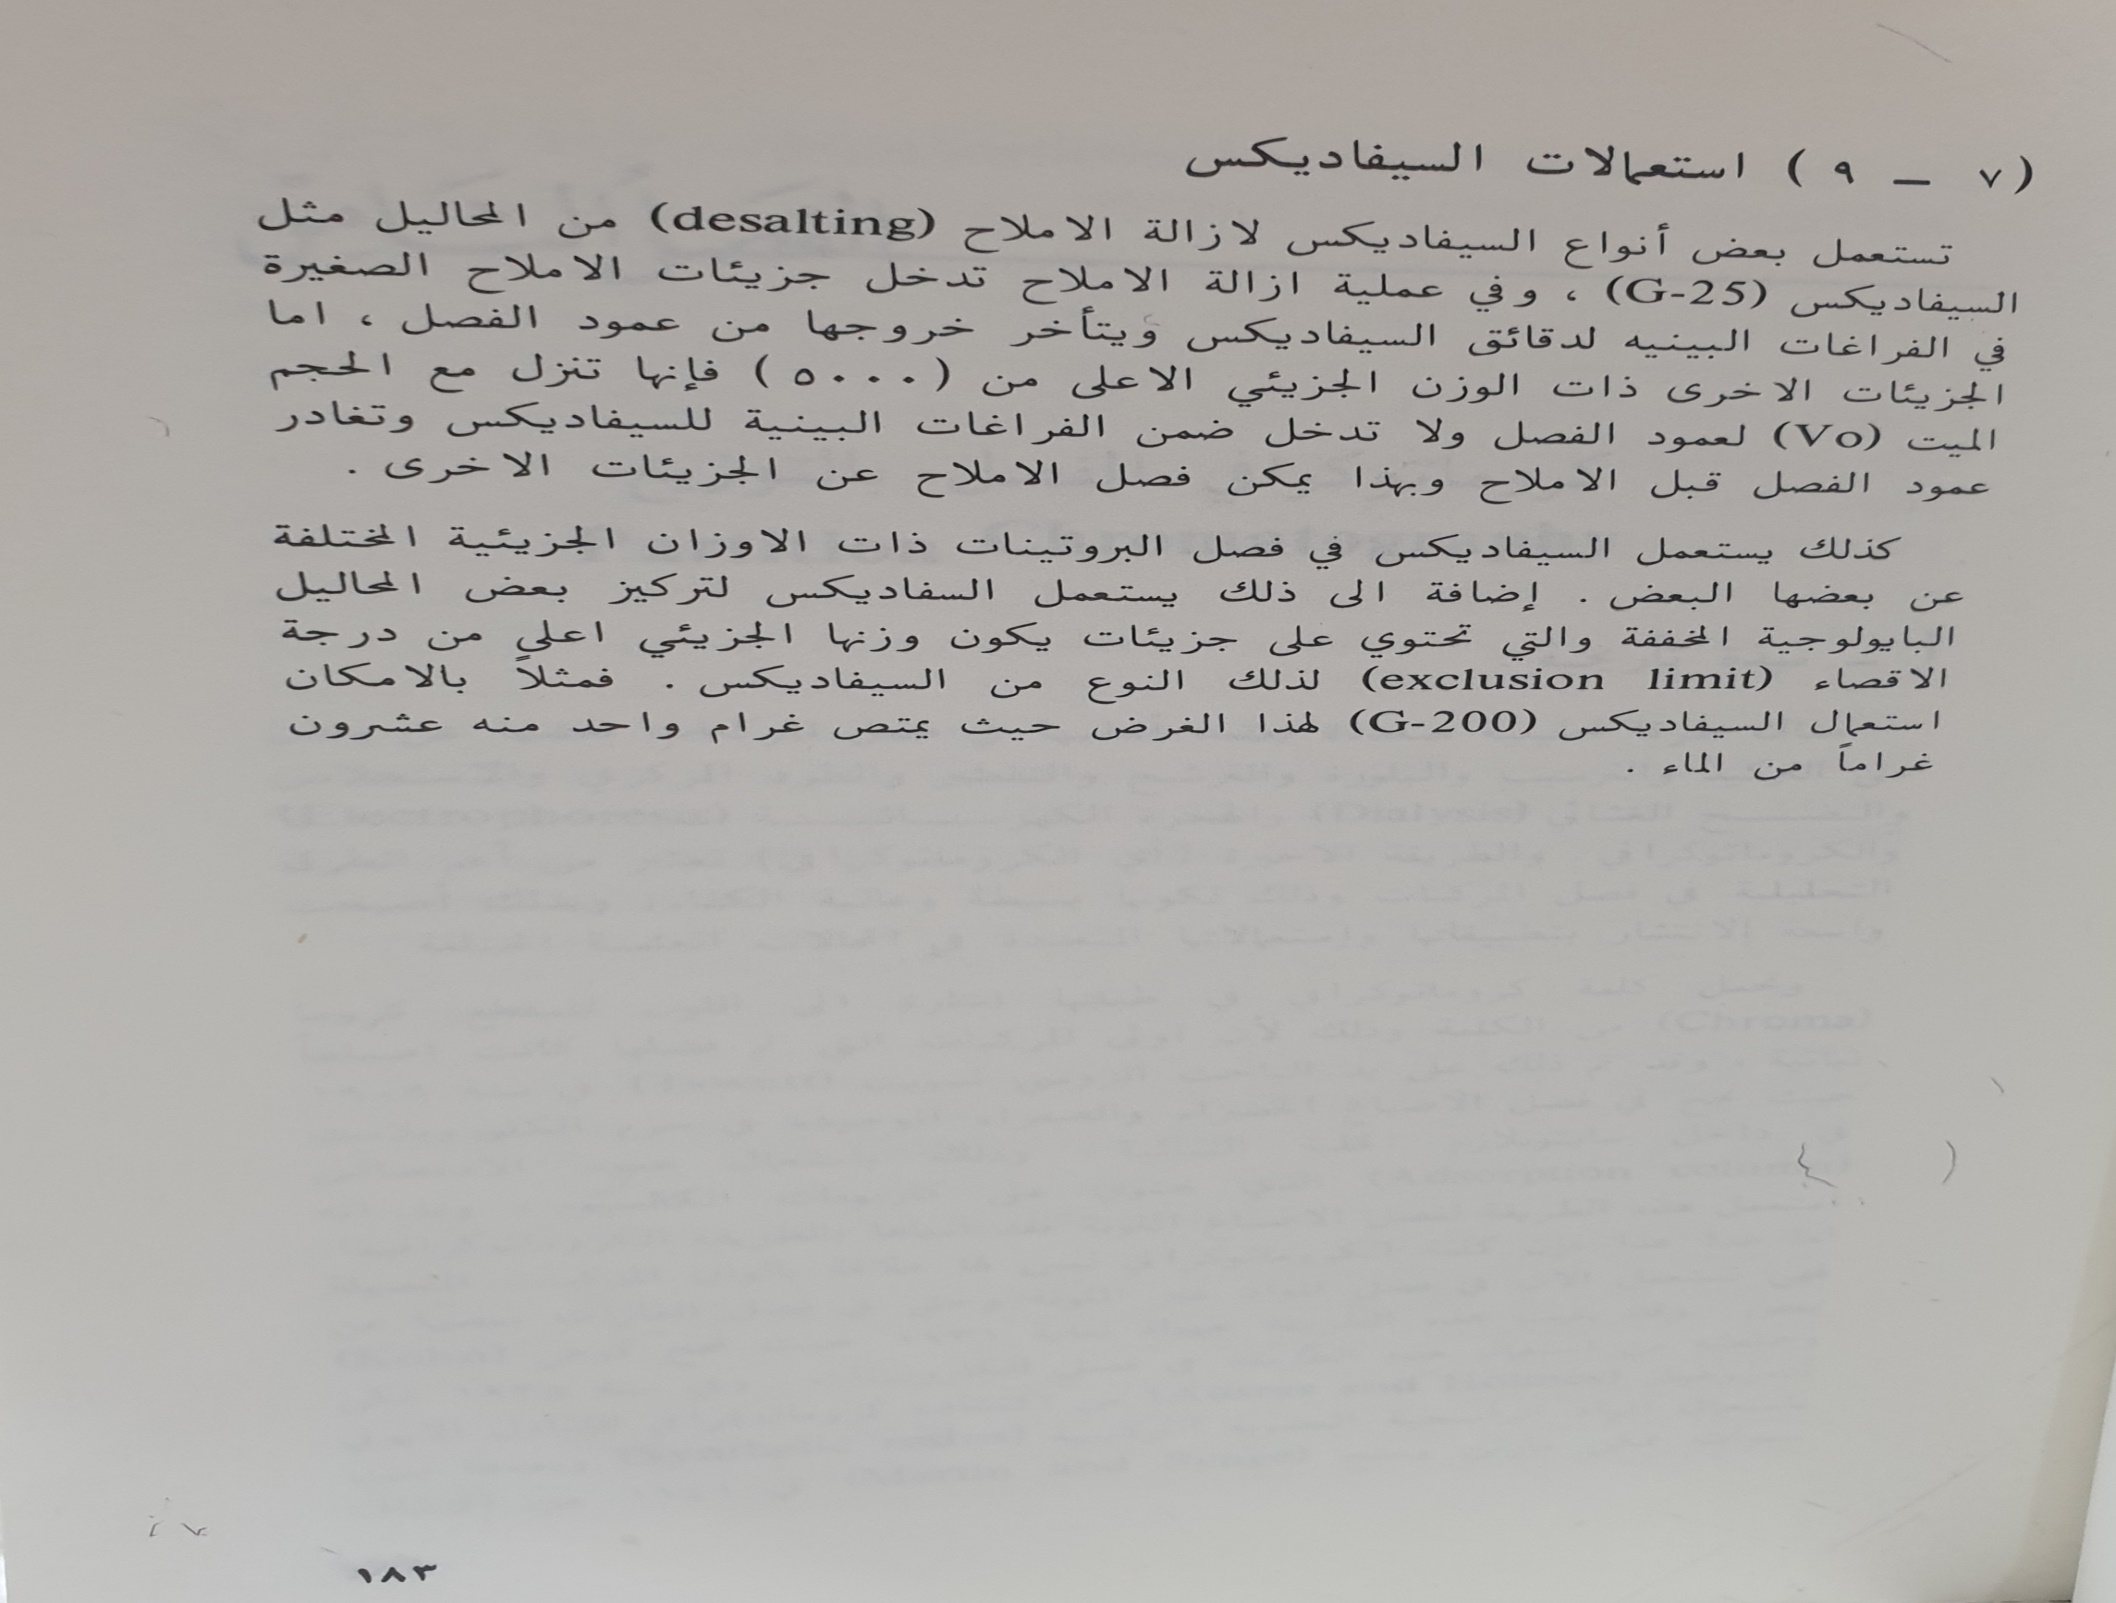 (٧ – ٩) استعمالات السيفاديكس
تستعمل بعض أنواع السيفاديكس لازالة الاملاح (desalting) من المحاليل مثل
السيفاديكس (G-25) ، وفي عملية ازالة الاملاح تدخل جزيئات الاملاح الصغيرة
في الفراغات البينيه لدقائق السيفاديكس ويتأخر خروجها من عمود الفصل ، اما
الجزيئات الاخرى ذات الوزن الجزيئي الاعلى من (٥٠٠٠) فإنها تنزل مع الحجم
الميت (Vo) لعمود الفصل ولا تدخل ضمن الفراغات البينية للسيفاديكس وتغادر
عمود الفصل قبل الاملاح وبهذا يمكن فصل الاملاح عن الجزيئات الاخرى .
كذلك يستعمل السيفاديكس في فصل البروتينات ذات الاوزان الجزيئية المختلفة
عن بعضها البعض . إضافة الى ذلك يستعمل السفاديكس لتركيز بعض المحاليل
البايولوجية المخففة والتي تحتوي على جزيئات يكون وزنها الجزيئي اعلى من درجة
الاقصاء (exclusion limit) لذلك النوع من السيفاديكس . فمثلاً بالامكان
استعمال السيفاديكس (G-200) لهذا الغرض حيث يمتص غرام واحد منه عشرون
غراماً من الماء .
١٨٣